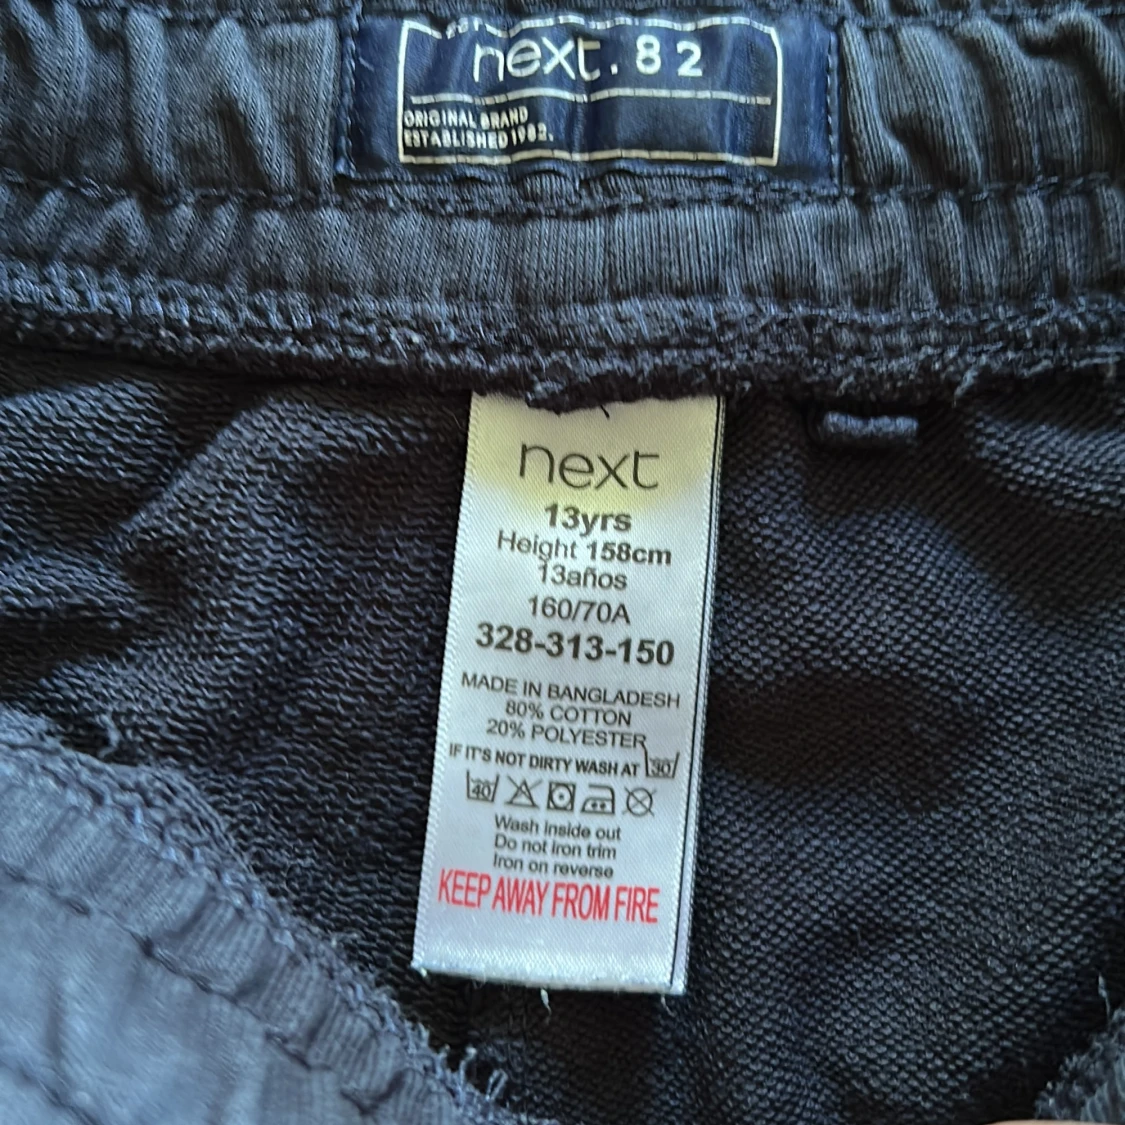 next.82
ORIGINAL BRAND
ESTABLISHED 1982.
next
13yrs
Height 158cm
13años
160/70A
328-313-150
MADE IN BANGLADESH
80% COTTON
20% POLYESTER
IF IT'S NOT DIRTY WASH AT 30
40
Wash inside out
Do not iron trim
Iron on reverse
KEEP AWAY FROM FIRE